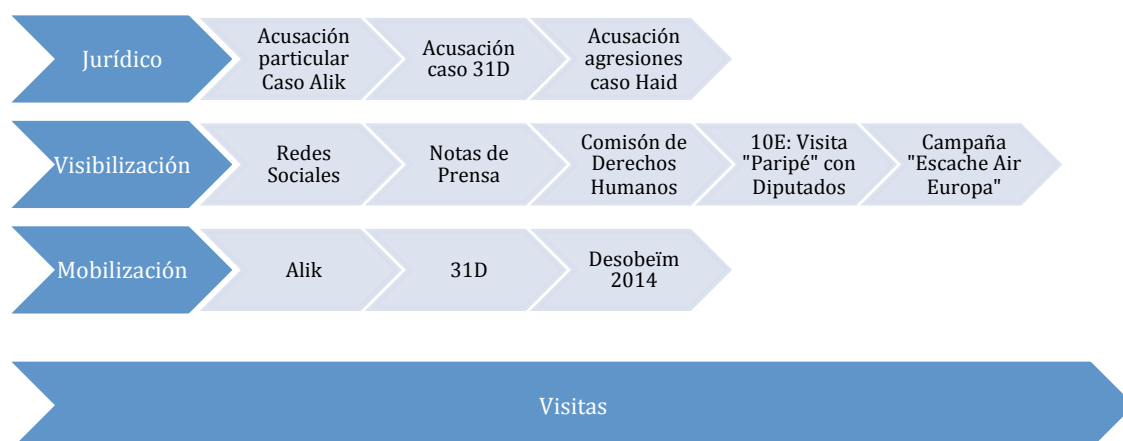 Jurídico
Acusación
particular
Caso Alik
Acusación
caso 31D
Acusación
agresiones
caso Haid
Visibilización
Redes
Sociales
Notas de
Prensa
Comisón de
Derechos
Humanos
10E: Visita
"Paripé" con
Diputados
Campaña
"Escache Air
Europa"
Mobilización
Alik
31D
Desobeïm
2014
Visitas